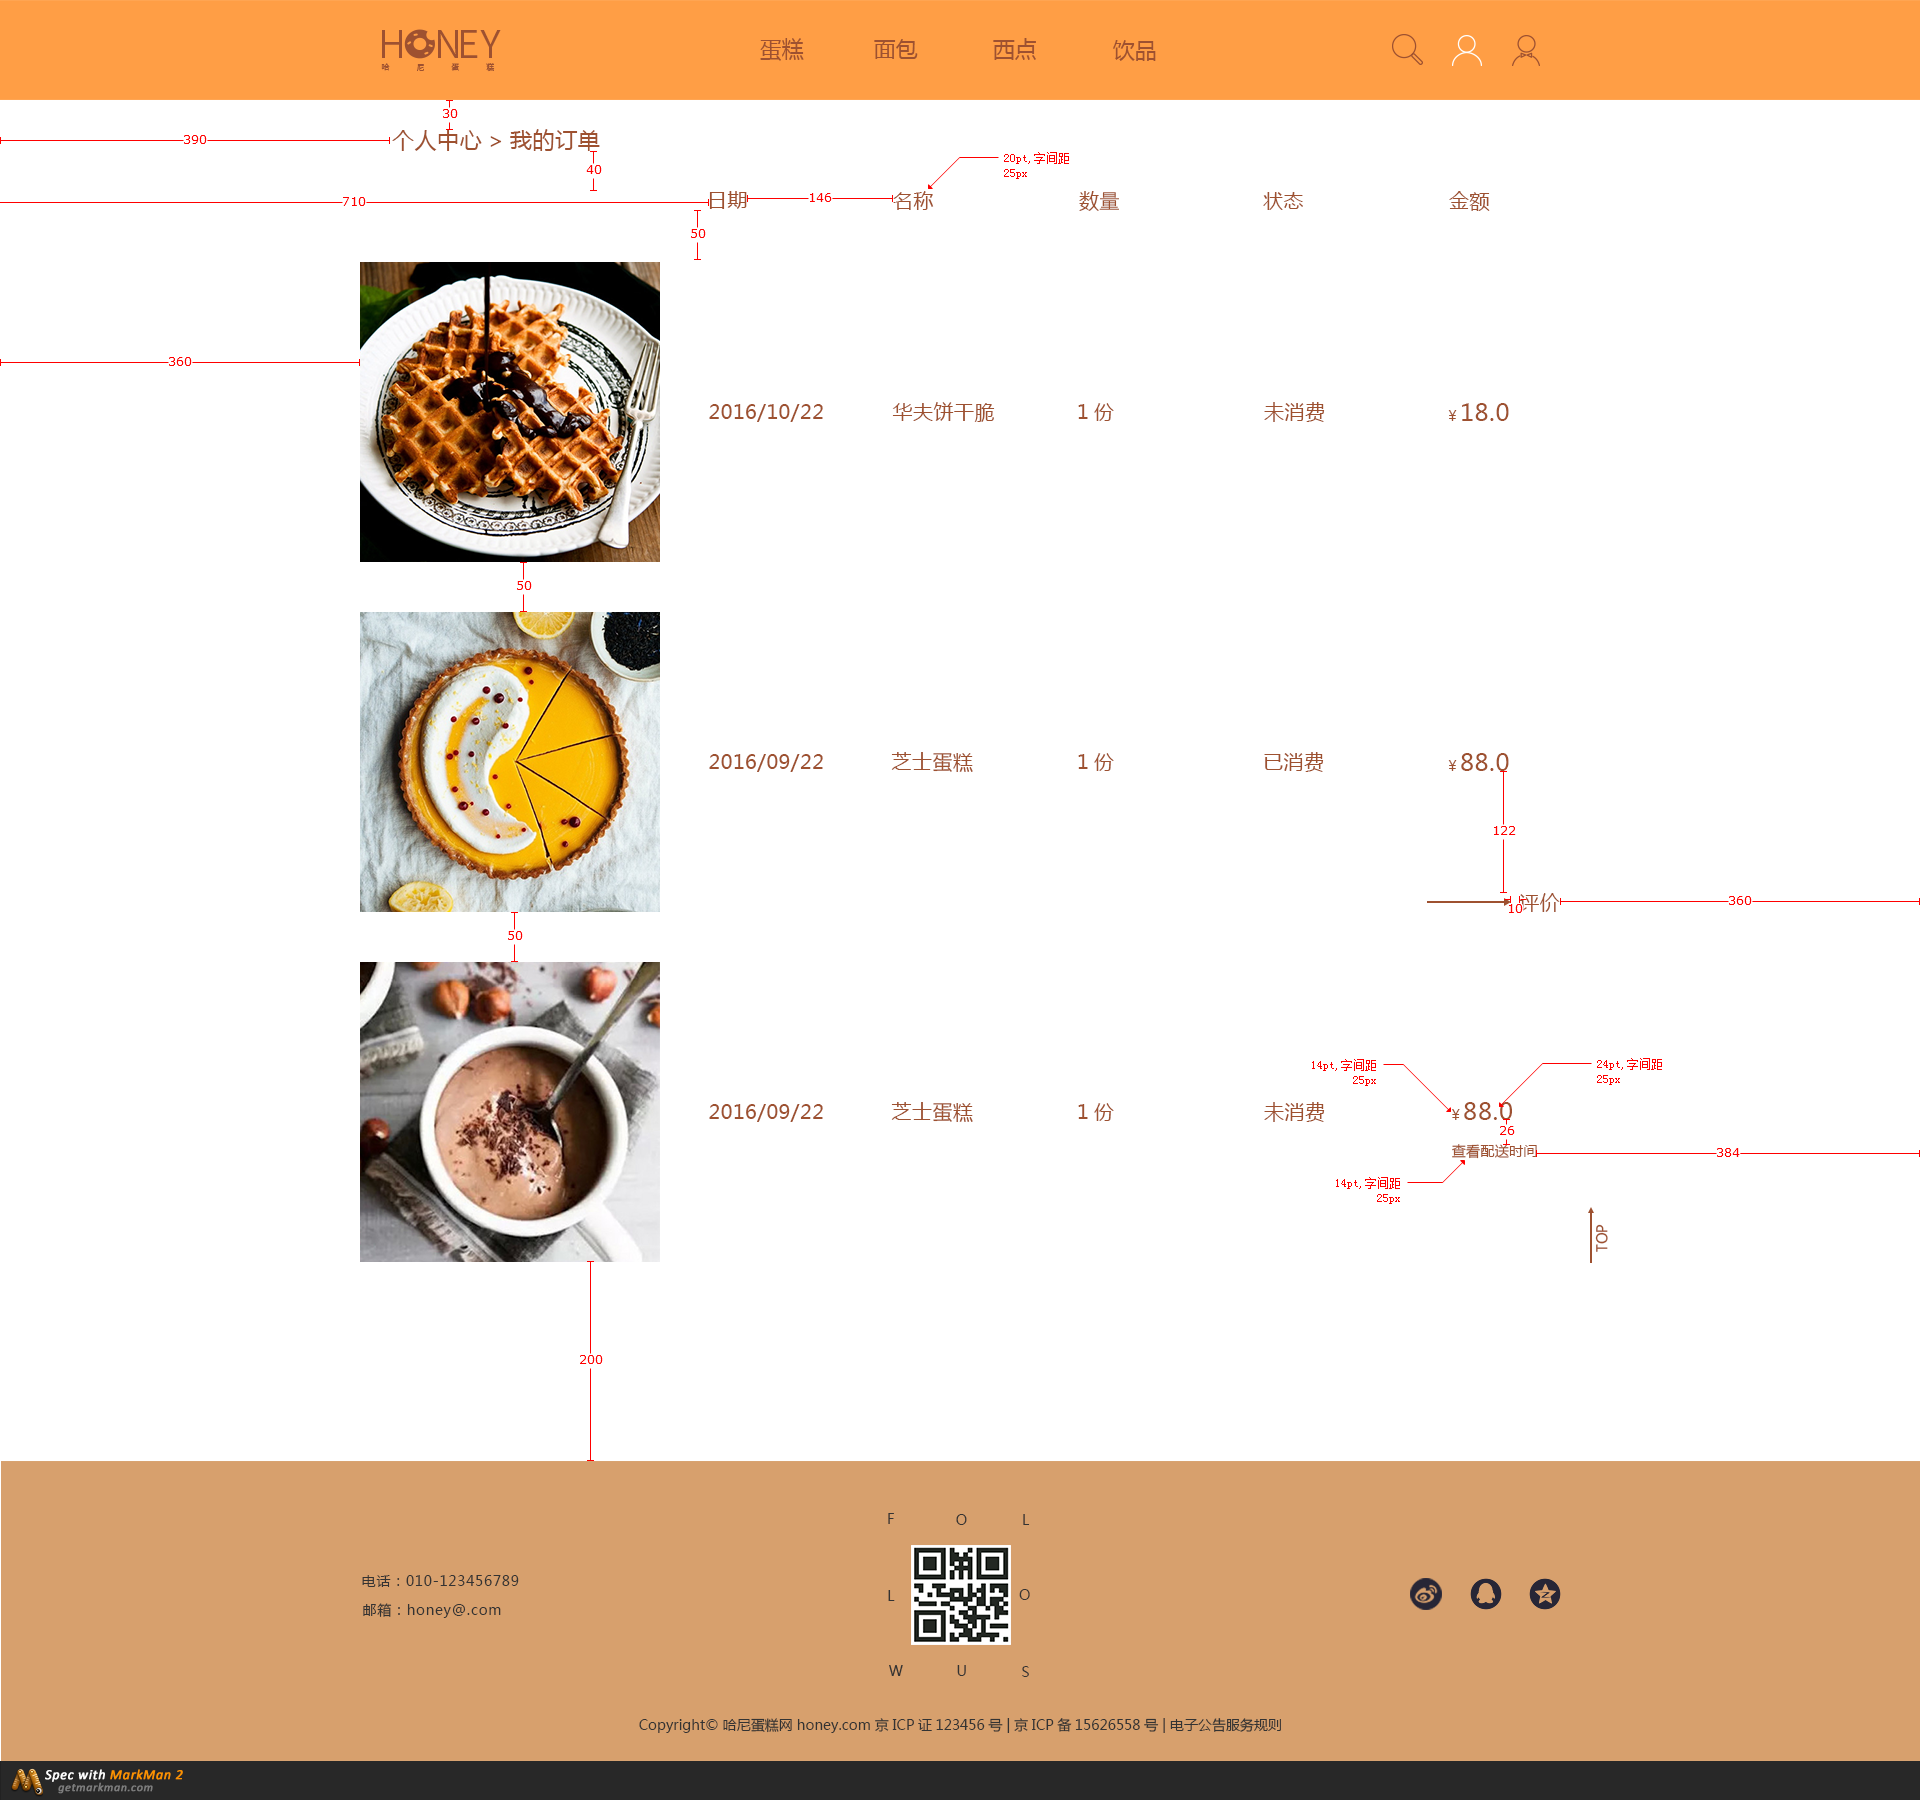 HONEY
哈尼蛋糕
蛋糕 面包 西点 饮品
30
390
个人中心 > 我的订单
40
20pt,字间距
25px
710
日期 146 名称 数量 状态 金额
50
360
2016/10/22 华夫饼干脆 1 份 未消费 ¥ 18.0
50
2016/09/22 芝士蛋糕 1 份 已消费 ¥ 88.0
122
10 评价 360
50
14pt,字间距
25px
24pt,字间距
25px
2016/09/22 芝士蛋糕 1 份 未消费 ¥ 88.0
26
查看配送时间 384
14pt,字间距
25px
TOP
200
F O L
电话：010-123456789
L O
邮箱：honey@.com
W U S
Copyright© 哈尼蛋糕网 honey.com 京 ICP 证 123456 号 | 京 ICP 备 15626558 号 | 电子公告服务规则
Spec with MarkMan 2
getmarkman.com